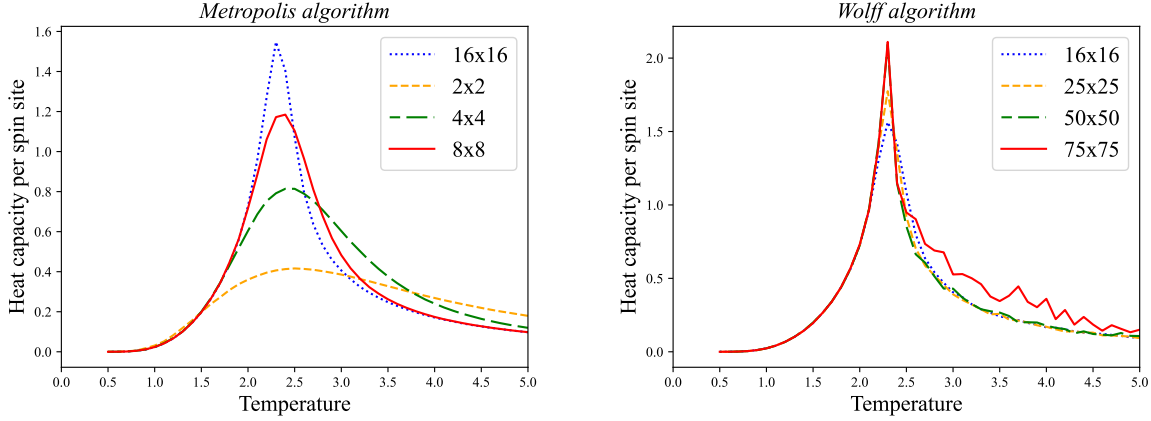 Metropolis algorithm
Heat capacity per spin site
1.6
1.4
1.2
1.0
0.8
0.6
0.4
0.2
0.0
16x16
2x2
4x4
8x8
0.0 0.5 1.0 1.5 2.0 2.5 3.0 3.5 4.0 4.5 5.0
Temperature
Wolff algorithm
Heat capacity per spin site
2.0
1.5
1.0
0.5
0.0
16x16
25x25
50x50
75x75
0.0 0.5 1.0 1.5 2.0 2.5 3.0 3.5 4.0 4.5 5.0
Temperature